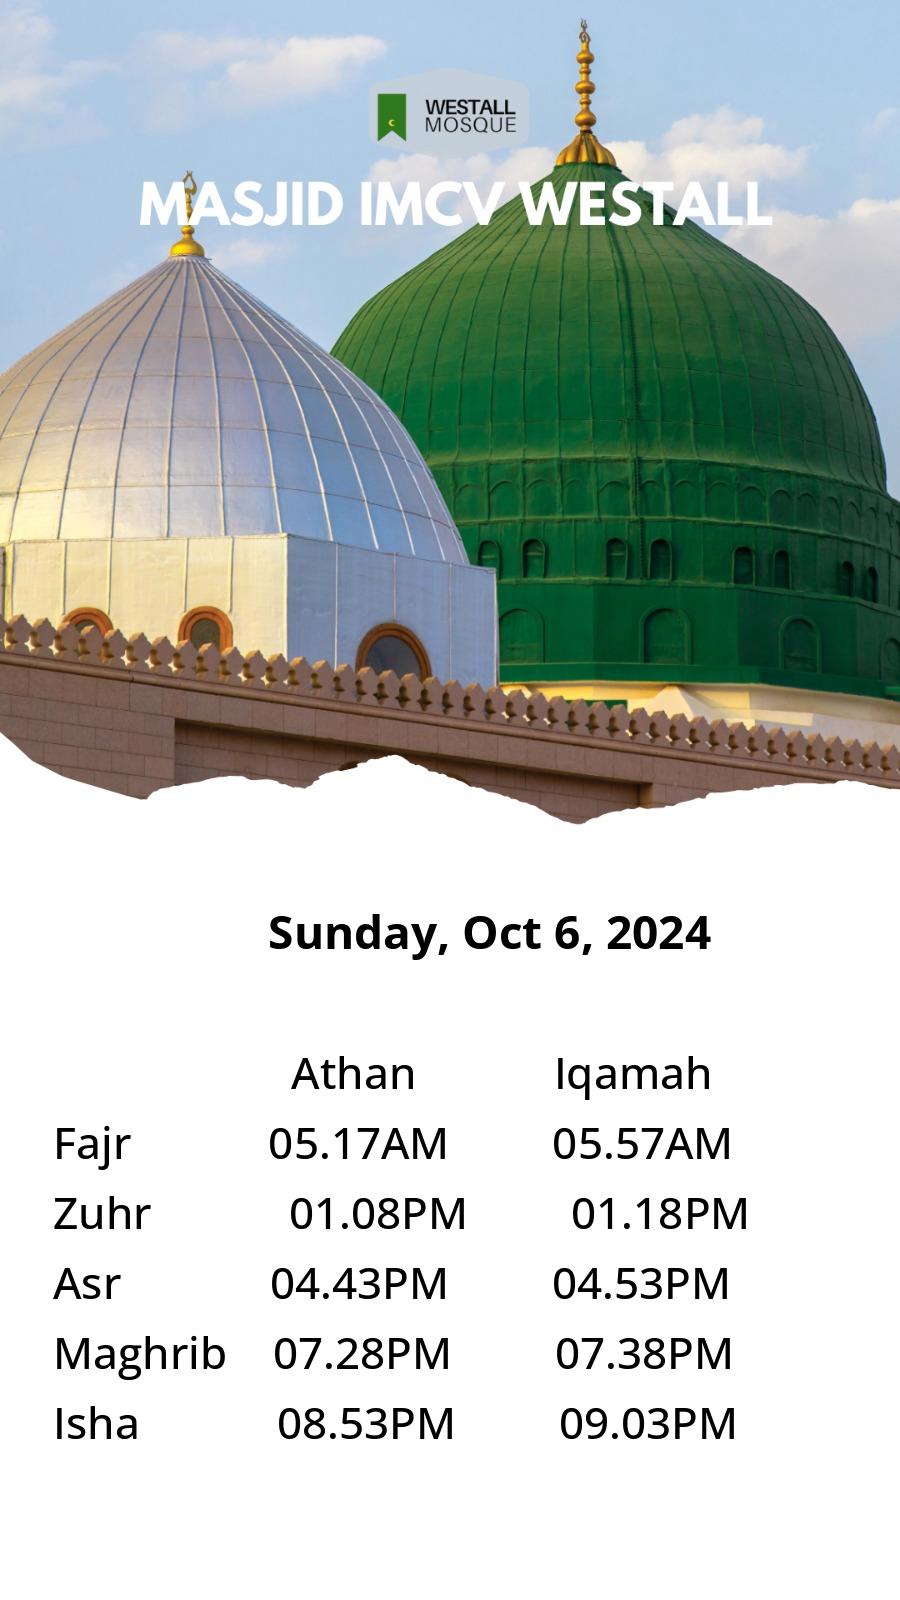 WESTALL
MOSQUE
MASJID IMCV WESTALL
Sunday, Oct 6, 2024
Athan Iqamah
Fajr 05.17AM 05.57AM
Zuhr 01.08PM 01.18PM
Asr 04.43PM 04.53PM
Maghrib 07.28PM 07.38PM
Isha 08.53PM 09.03PM